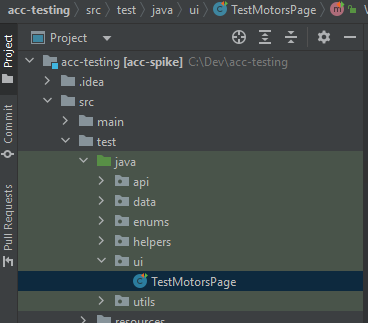 acc-testing > src > test > java > ui > TestMotorsPage > m
Project
acc-testing [acc-spike] C:\Dev\acc-testing
.idea
src
main
test
java
api
data
enums
helpers
ui
TestMotorsPage
utils
resources
Project
Commit
Pull Requests